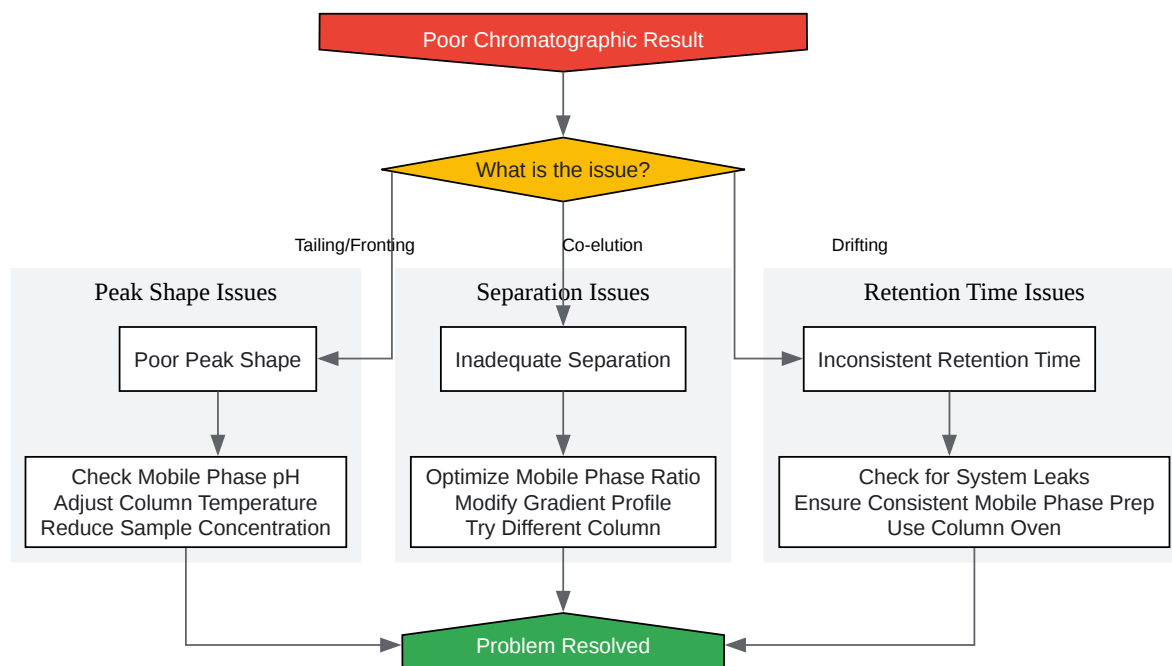 Poor Chromatographic Result
What is the issue?
Tailing/Fronting
Co-elution
Drifting
Peak Shape Issues
Separation Issues
Retention Time Issues
Poor Peak Shape
Inadequate Separation
Inconsistent Retention Time
Check Mobile Phase pH
Adjust Column Temperature
Reduce Sample Concentration
Optimize Mobile Phase Ratio
Modify Gradient Profile
Try Different Column
Check for System Leaks
Ensure Consistent Mobile Phase Prep
Use Column Oven
Problem Resolved